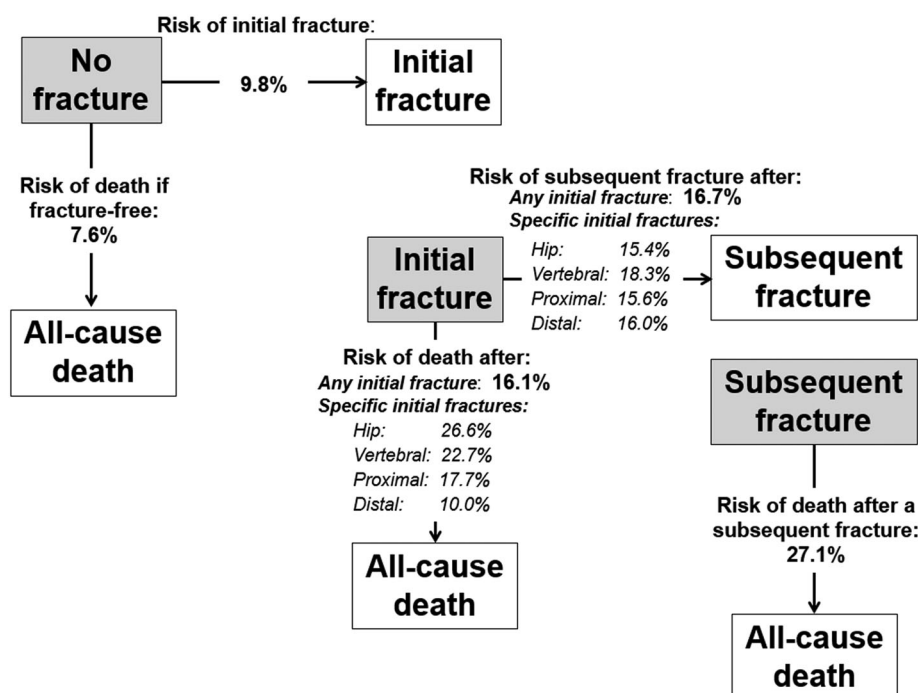 Risk of initial fracture:
No
fracture
9.8%
Initial
fracture
Risk of death if
fracture-free:
7.6%
All-cause
death
Risk of subsequent fracture after:
Any initial fracture: 16.7%
Specific initial fractures:
Hip: 15.4%
Vertebral: 18.3%
Proximal: 15.6%
Distal: 16.0%
Initial
fracture
Subsequent
fracture
Risk of death after:
Any initial fracture: 16.1%
Specific initial fractures:
Hip: 26.6%
Vertebral: 22.7%
Proximal: 17.7%
Distal: 10.0%
All-cause
death
Subsequent
fracture
Risk of death after a
subsequent fracture:
27.1%
All-cause
death